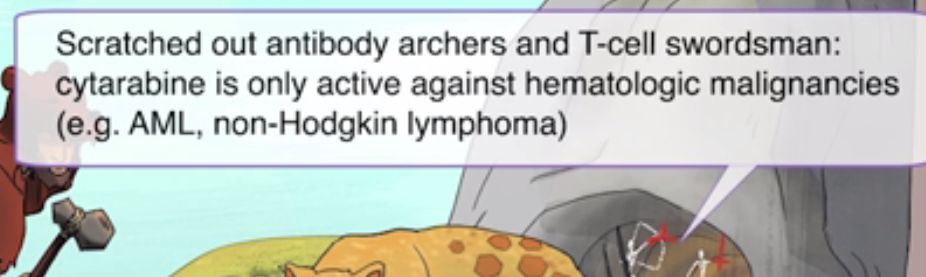 Scratched out antibody archers and T-cell swordsman:
cytarabine is only active against hematologic malignancies
(e.g. AML, non-Hodgkin lymphoma)